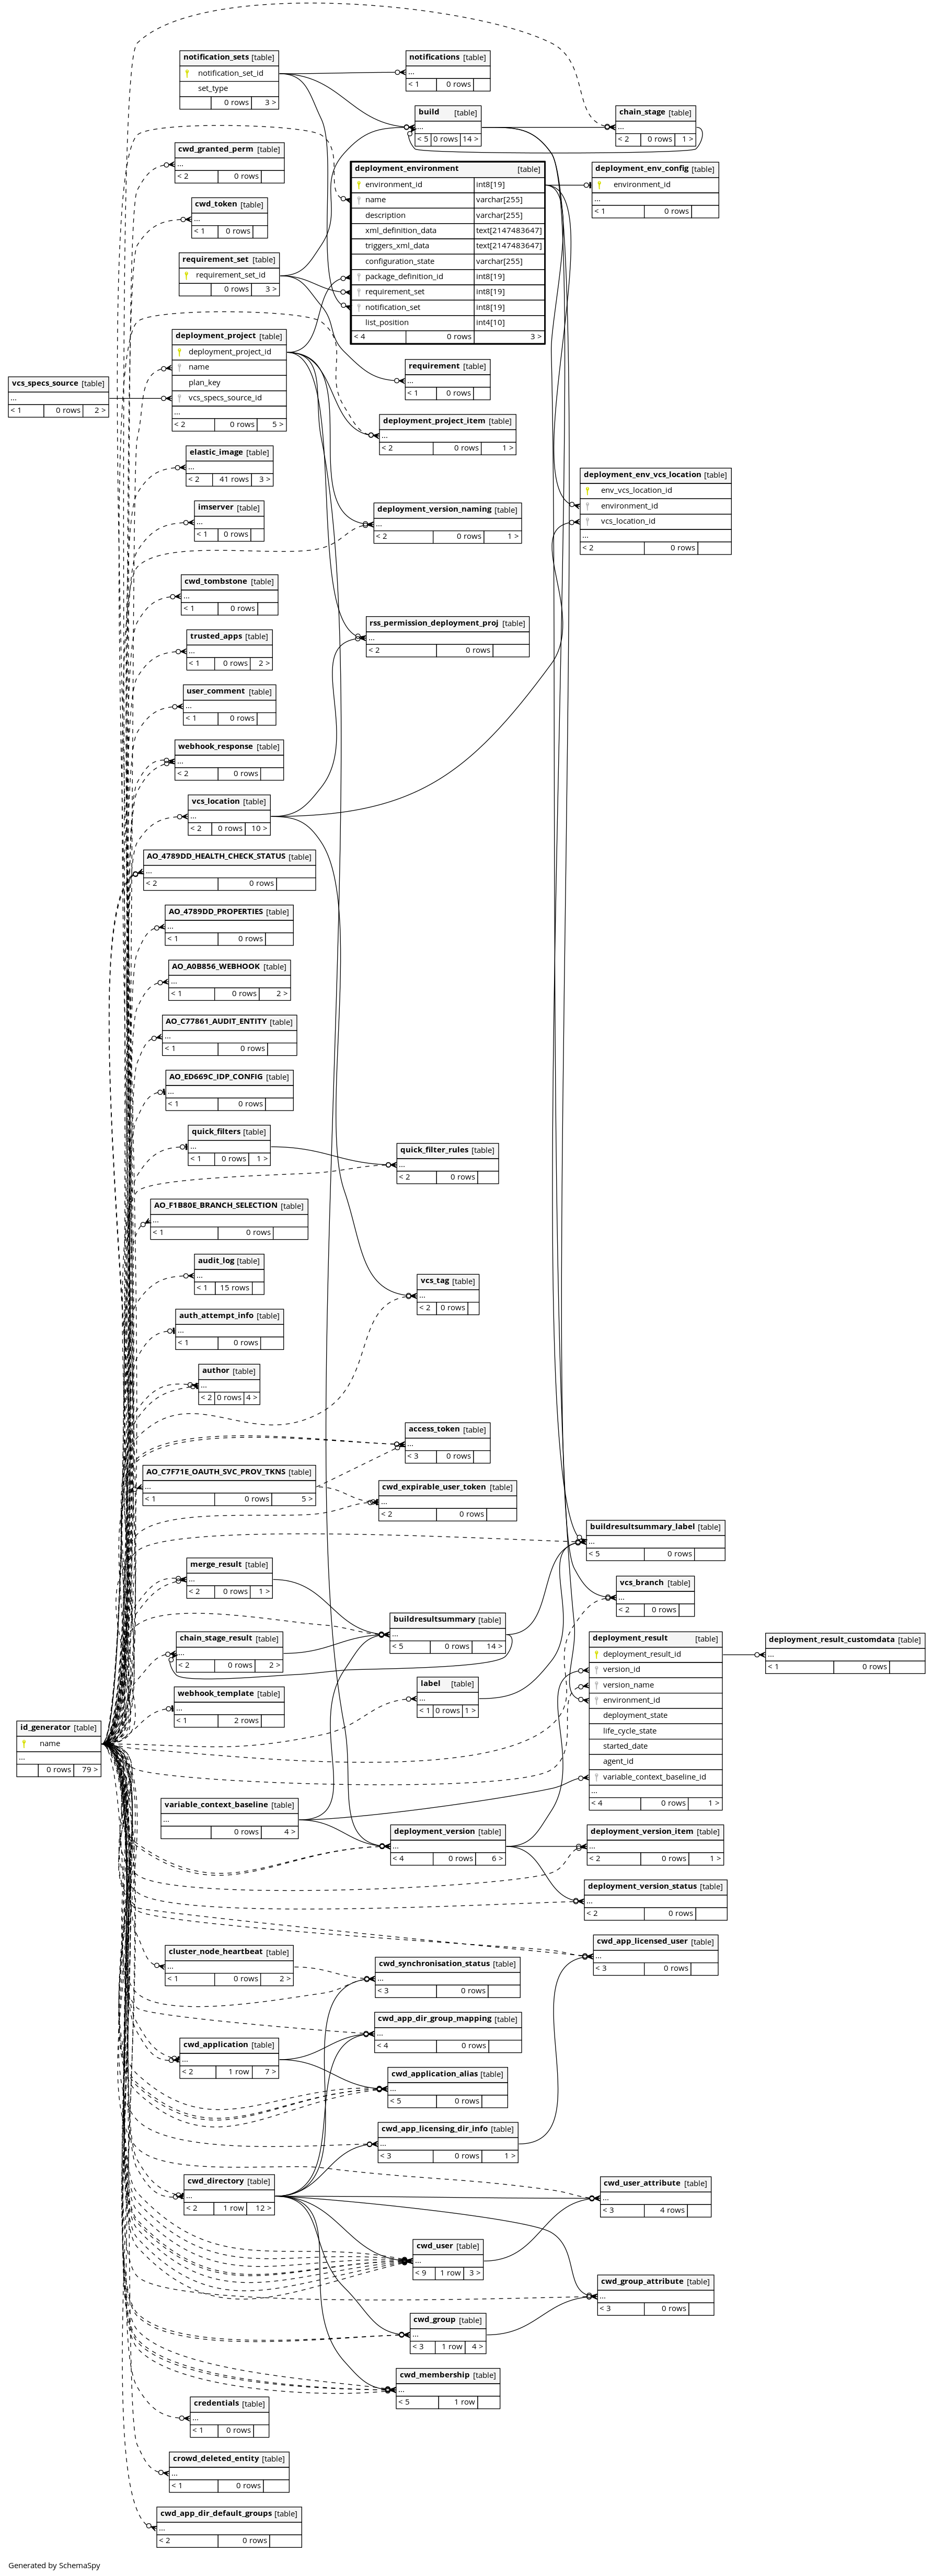 notification_sets [table]
notification_set_id
set_type
0 rows 3 >
notifications [table]
...
< 1 0 rows
build [table]
...
< 5 0 rows 14 >
chain_stage [table]
...
< 2 0 rows 1 >
cwd_granted_perm [table]
...
< 2 0 rows
deployment_environment [table]
environment_id int8[19]
name varchar[255]
description varchar[255]
xml_definition_data text[2147483647]
triggers_xml_data text[2147483647]
configuration_state varchar[255]
package_definition_id int8[19]
requirement_set int8[19]
notification_set int8[19]
list_position int4[10]
< 4 0 rows 3 >
deployment_env_config [table]
environment_id
...
< 1 0 rows
cwd_token [table]
...
< 1 0 rows
requirement_set [table]
requirement_set_id
0 rows 3 >
deployment_project [table]
deployment_project_id
name
plan_key
vcs_specs_source_id
...
< 2 0 rows 5 >
vcs_specs_source [table]
...
< 1 0 rows 2 >
requirement [table]
...
< 1 0 rows
deployment_project_item [table]
...
< 2 0 rows 1 >
elastic_image [table]
...
< 2 41 rows 3 >
deployment_env_vcs_location [table]
env_vcs_location_id
environment_id
vcs_location_id
...
< 2 0 rows
imserver [table]
...
< 1 0 rows
deployment_version_naming [table]
...
< 2 0 rows 1 >
cwd_tombstone [table]
...
< 1 0 rows
rss_permission_deployment_proj [table]
...
< 2 0 rows
trusted_apps [table]
...
< 1 0 rows 2 >
user_comment [table]
...
< 1 0 rows
webhook_response [table]
...
< 2 0 rows
vcs_location [table]
...
< 2 0 rows 10 >
AO_4789DD_HEALTH_CHECK_STATUS [table]
...
< 2 0 rows
AO_4789DD_PROPERTIES [table]
...
< 1 0 rows
AO_A0B856_WEBHOOK [table]
...
< 1 0 rows 2 >
AO_C77861_AUDIT_ENTITY [table]
...
< 1 0 rows
AO_ED669C_IDP_CONFIG [table]
...
< 1 0 rows
quick_filters [table]
...
< 1 0 rows 1 >
quick_filter_rules [table]
...
< 2 0 rows
AO_F1B80E_BRANCH_SELECTION [table]
...
< 1 0 rows
audit_log [table]
...
< 1 15 rows
vcs_tag [table]
...
< 2 0 rows
auth_attempt_info [table]
...
< 1 0 rows
author [table]
...
< 2 0 rows 4 >
access_token [table]
...
< 3 0 rows
AO_C7F71E_OAUTH_SVC_PROV_TKNS [table]
...
< 1 0 rows 5 >
cwd_expirable_user_token [table]
...
< 2 0 rows
buildresultsummary_label [table]
...
< 5 0 rows
merge_result [table]
...
< 2 0 rows 1 >
vcs_branch [table]
...
< 2 0 rows
buildresultsummary [table]
...
< 5 0 rows 14 >
chain_stage_result [table]
...
< 2 0 rows 2 >
deployment_result [table]
deployment_result_id
version_id
version_name
environment_id
deployment_state
life_cycle_state
started_date
agent_id
variable_context_baseline_id
...
< 4 0 rows 1 >
deployment_result_customdata [table]
...
< 1 0 rows
label [table]
...
< 1 0 rows 1 >
webhook_template [table]
...
< 1 2 rows
id_generator [table]
name
...
0 rows 79 >
variable_context_baseline [table]
...
0 rows 4 >
deployment_version [table]
...
< 4 0 rows 6 >
deployment_version_item [table]
...
< 2 0 rows 1 >
deployment_version_status [table]
...
< 2 0 rows
cwd_app_licensed_user [table]
...
< 3 0 rows
cluster_node_heartbeat [table]
...
< 1 0 rows 2 >
cwd_synchronisation_status [table]
...
< 3 0 rows
cwd_app_dir_group_mapping [table]
...
< 4 0 rows
cwd_application [table]
...
< 2 1 row 7 >
cwd_application_alias [table]
...
< 5 0 rows
cwd_app_licensing_dir_info [table]
...
< 3 0 rows 1 >
cwd_directory [table]
...
< 2 1 row 12 >
cwd_user_attribute [table]
...
< 3 4 rows
cwd_user [table]
...
< 9 1 row 3 >
cwd_group_attribute [table]
...
< 3 0 rows
cwd_group [table]
...
< 3 1 row 4 >
cwd_membership [table]
...
< 5 1 row
credentials [table]
...
< 1 0 rows
crowd_deleted_entity [table]
...
< 1 0 rows
cwd_app_dir_default_groups [table]
...
< 2 0 rows
Generated by SchemaSpy